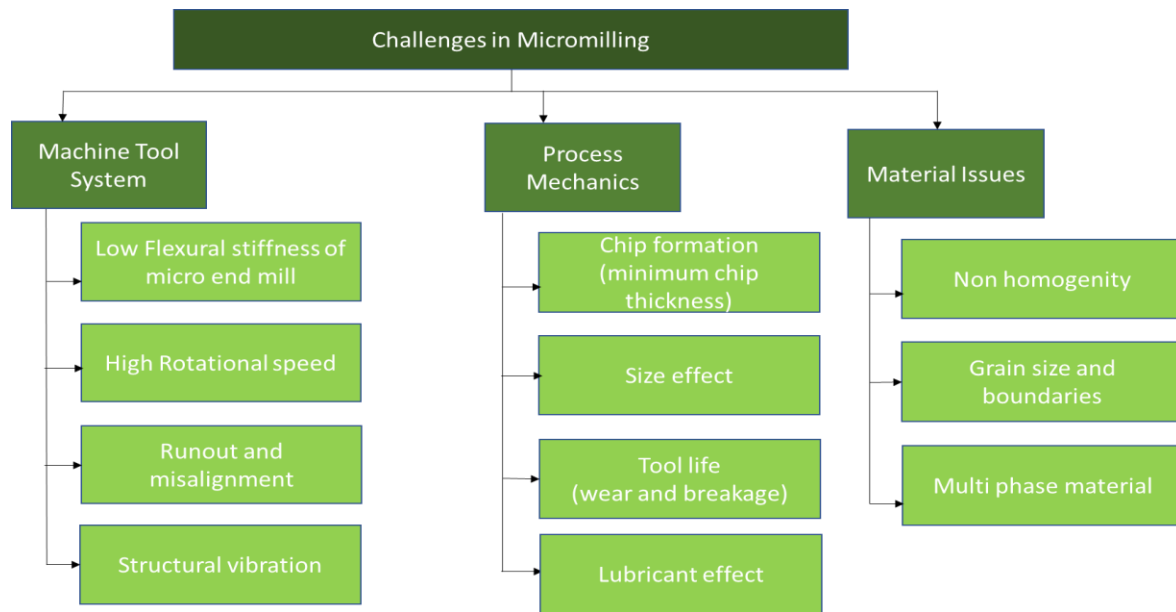 Challenges in Micromilling
Machine Tool
System
Low Flexural stiffness of
micro end mill
High Rotational speed
Runout and
misalignment
Structural vibration
Process
Mechanics
Chip formation
(minimum chip
thickness)
Size effect
Tool life
(wear and breakage)
Lubricant effect
Material Issues
Non homogenity
Grain size and
boundaries
Multi phase material